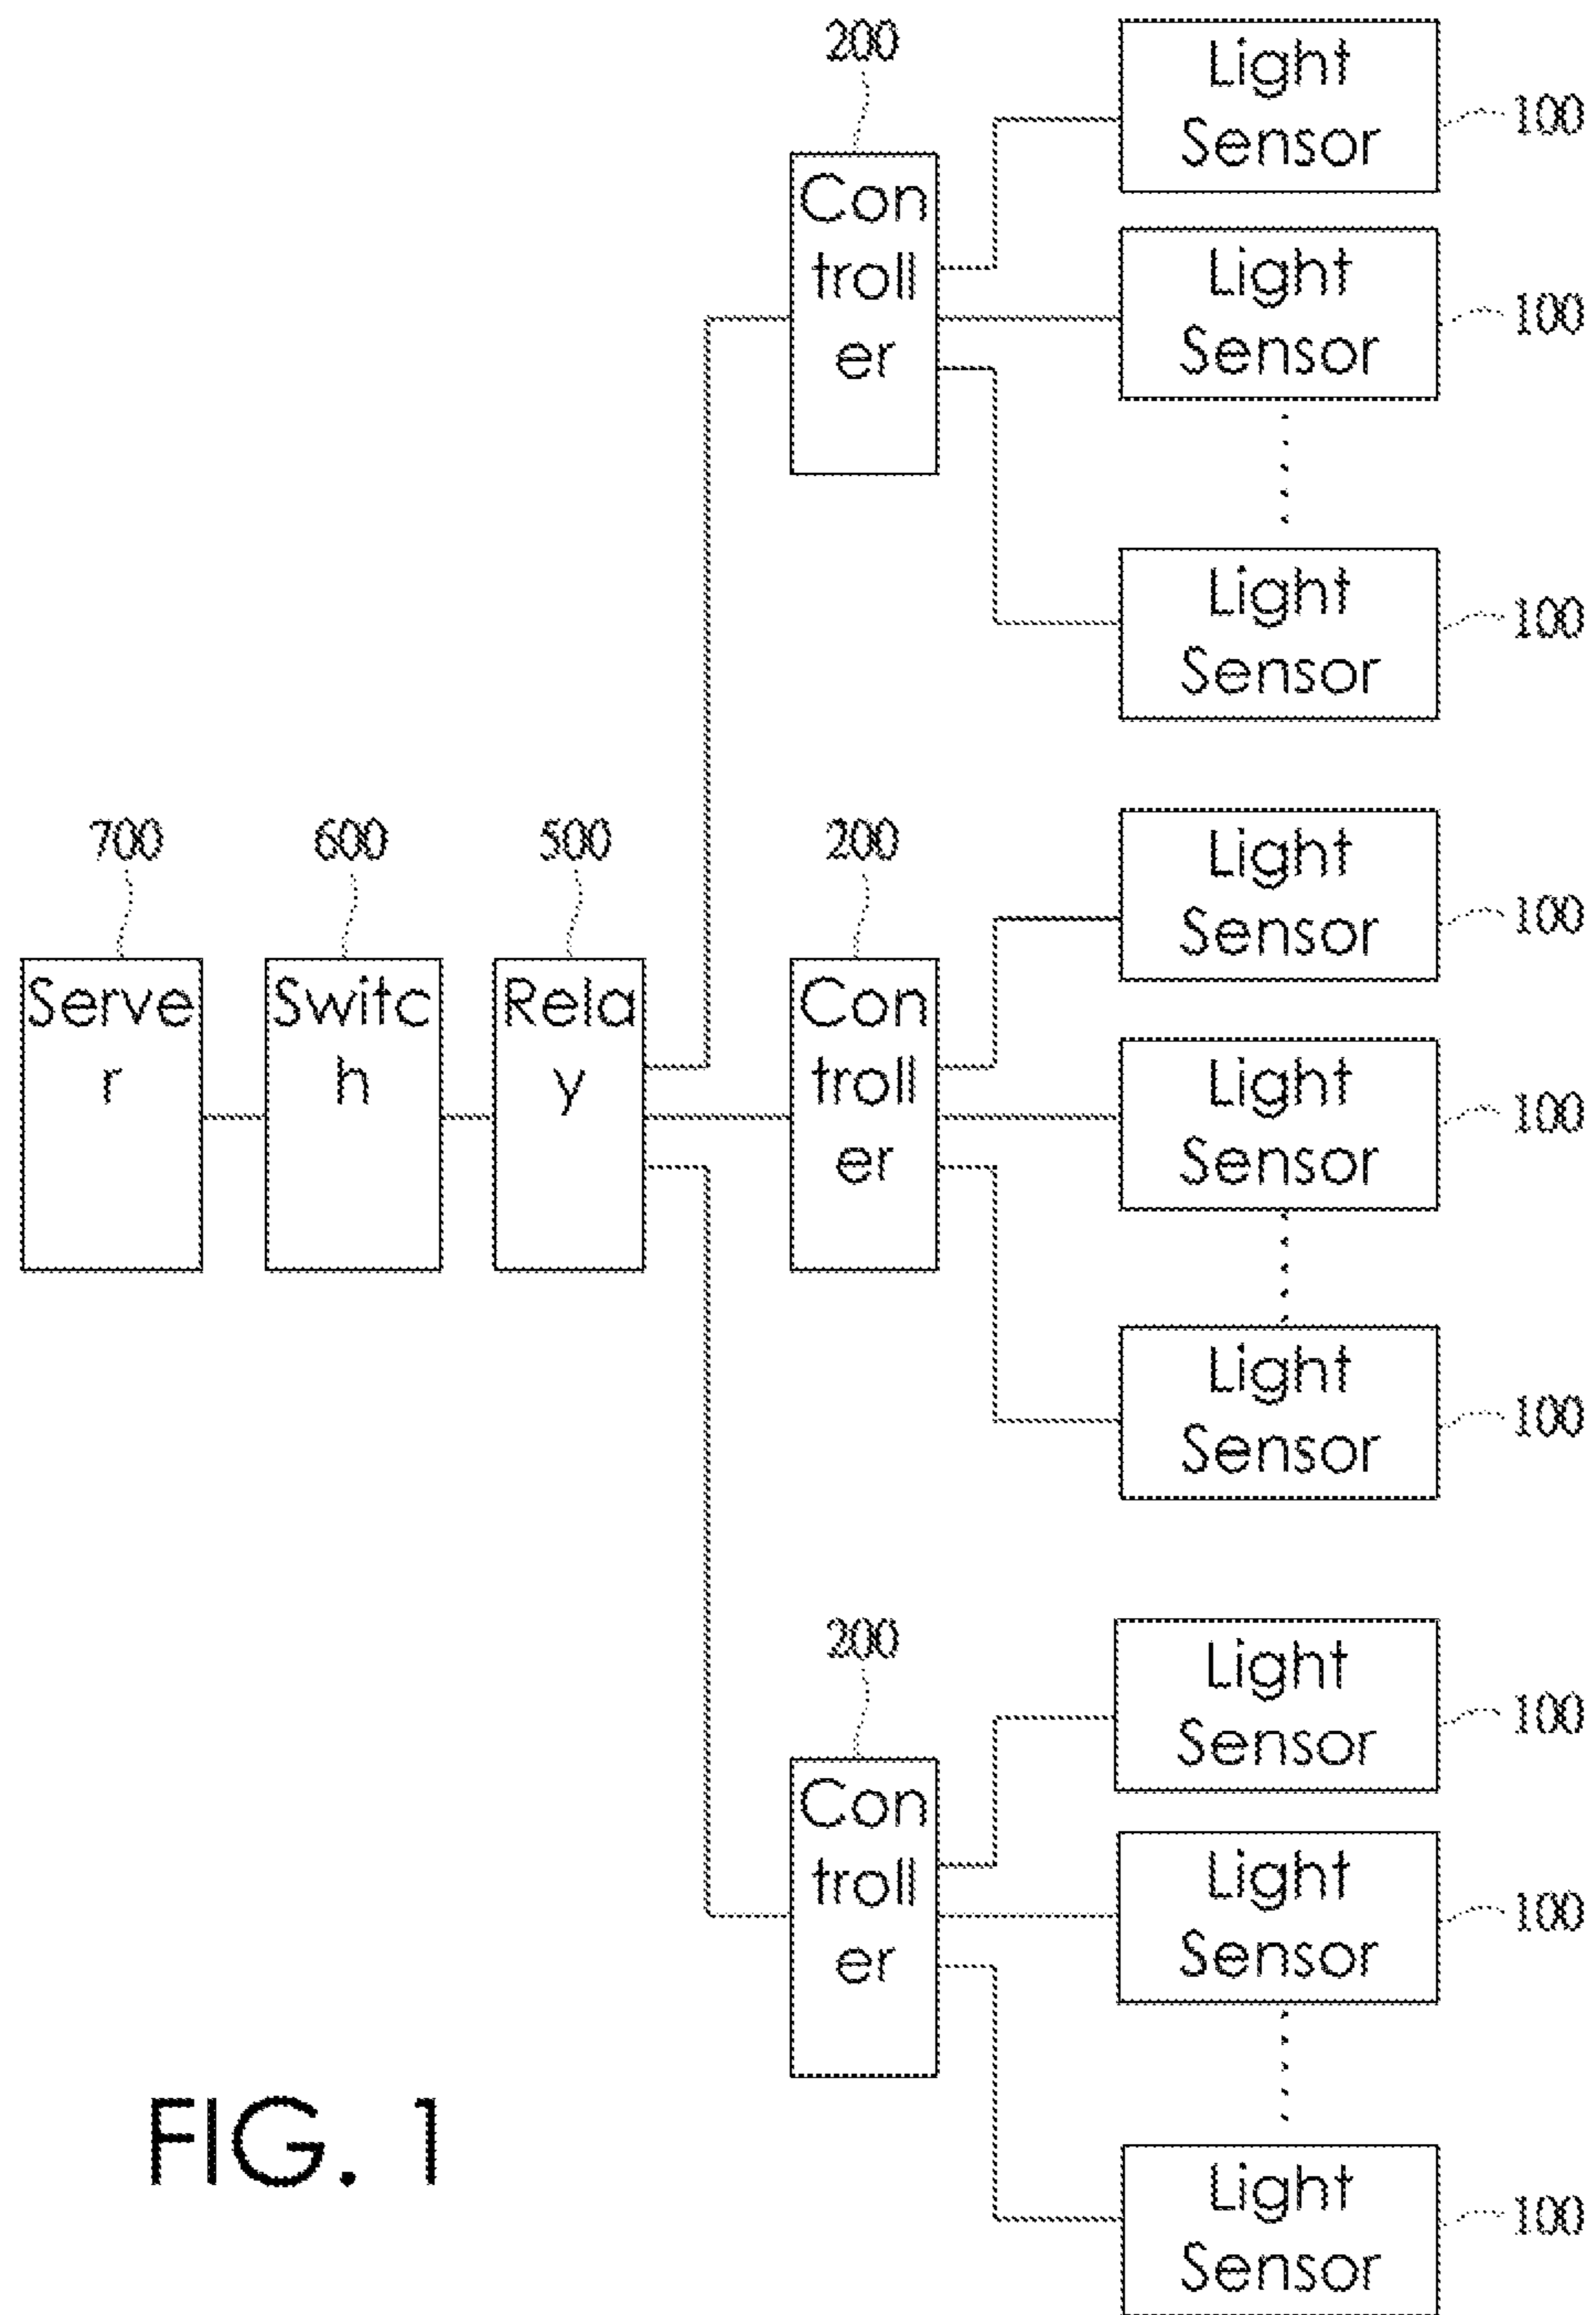 200
Light
Sensor
100
Con
troll
er
Light
Sensor
100
Light
Sensor
100
700
600
500
200
Light
Sensor
100
Serve
r
Switc
h
Rela
y
Con
troll
er
Light
Sensor
100
Light
Sensor
100
200
Light
Sensor
100
Con
troll
er
Light
Sensor
100
Light
Sensor
100
FIG. 1